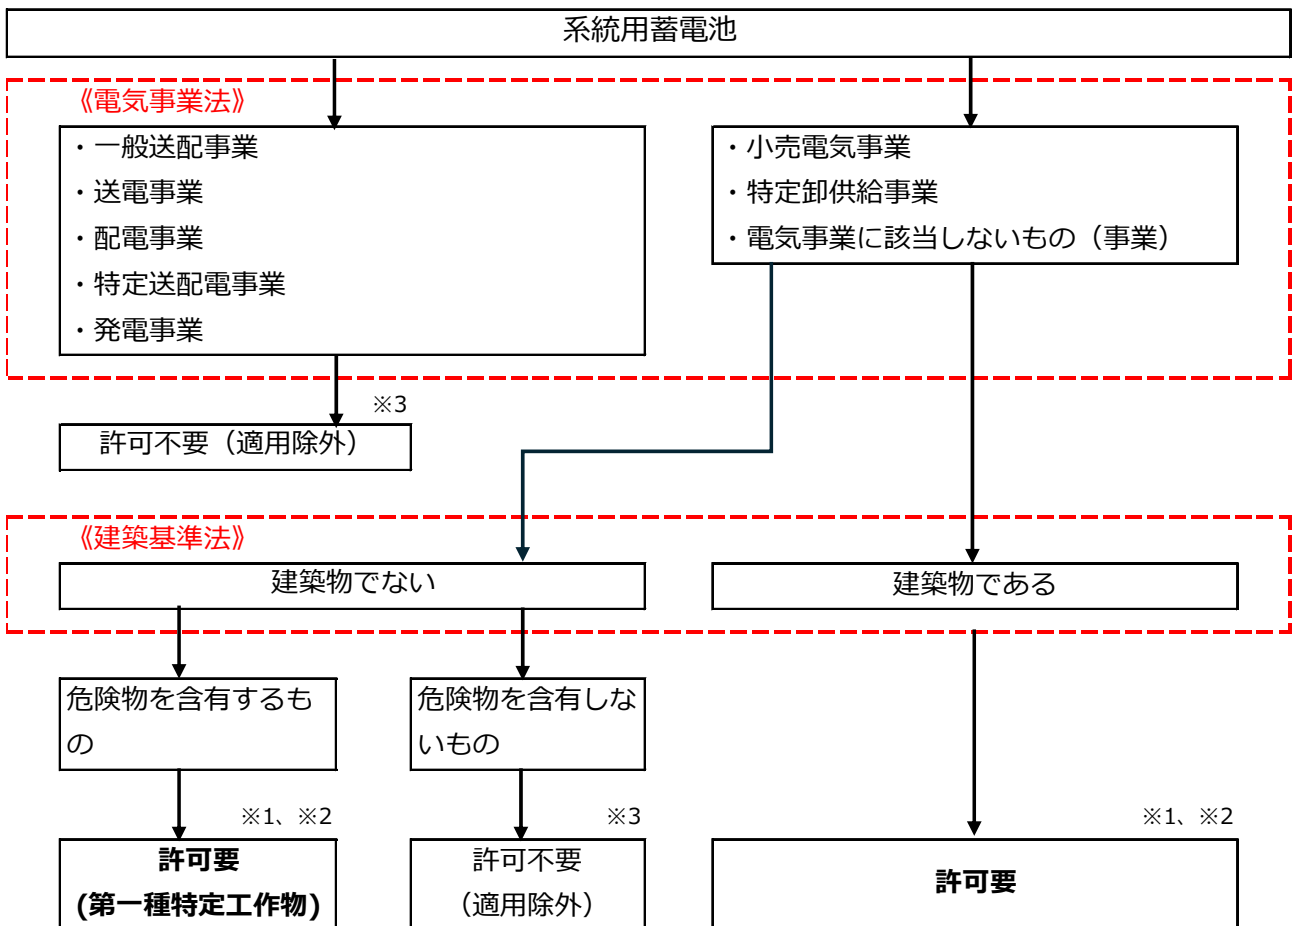 系統用蓄電池
《電気事業法》
・一般送配事業
・送電事業
・配電事業
・特定送配電事業
・発電事業
・小売電気事業
・特定卸供給事業
・電気事業に該当しないもの（事業）
※3
許可不要（適用除外）
《建築基準法》
建築物でない
建築物である
危険物を含有するも
の
危険物を含有しな
いもの
※1、※2
許可要
(第一種特定工作物)
※3
許可不要
（適用除外）
※1、※2
許可要